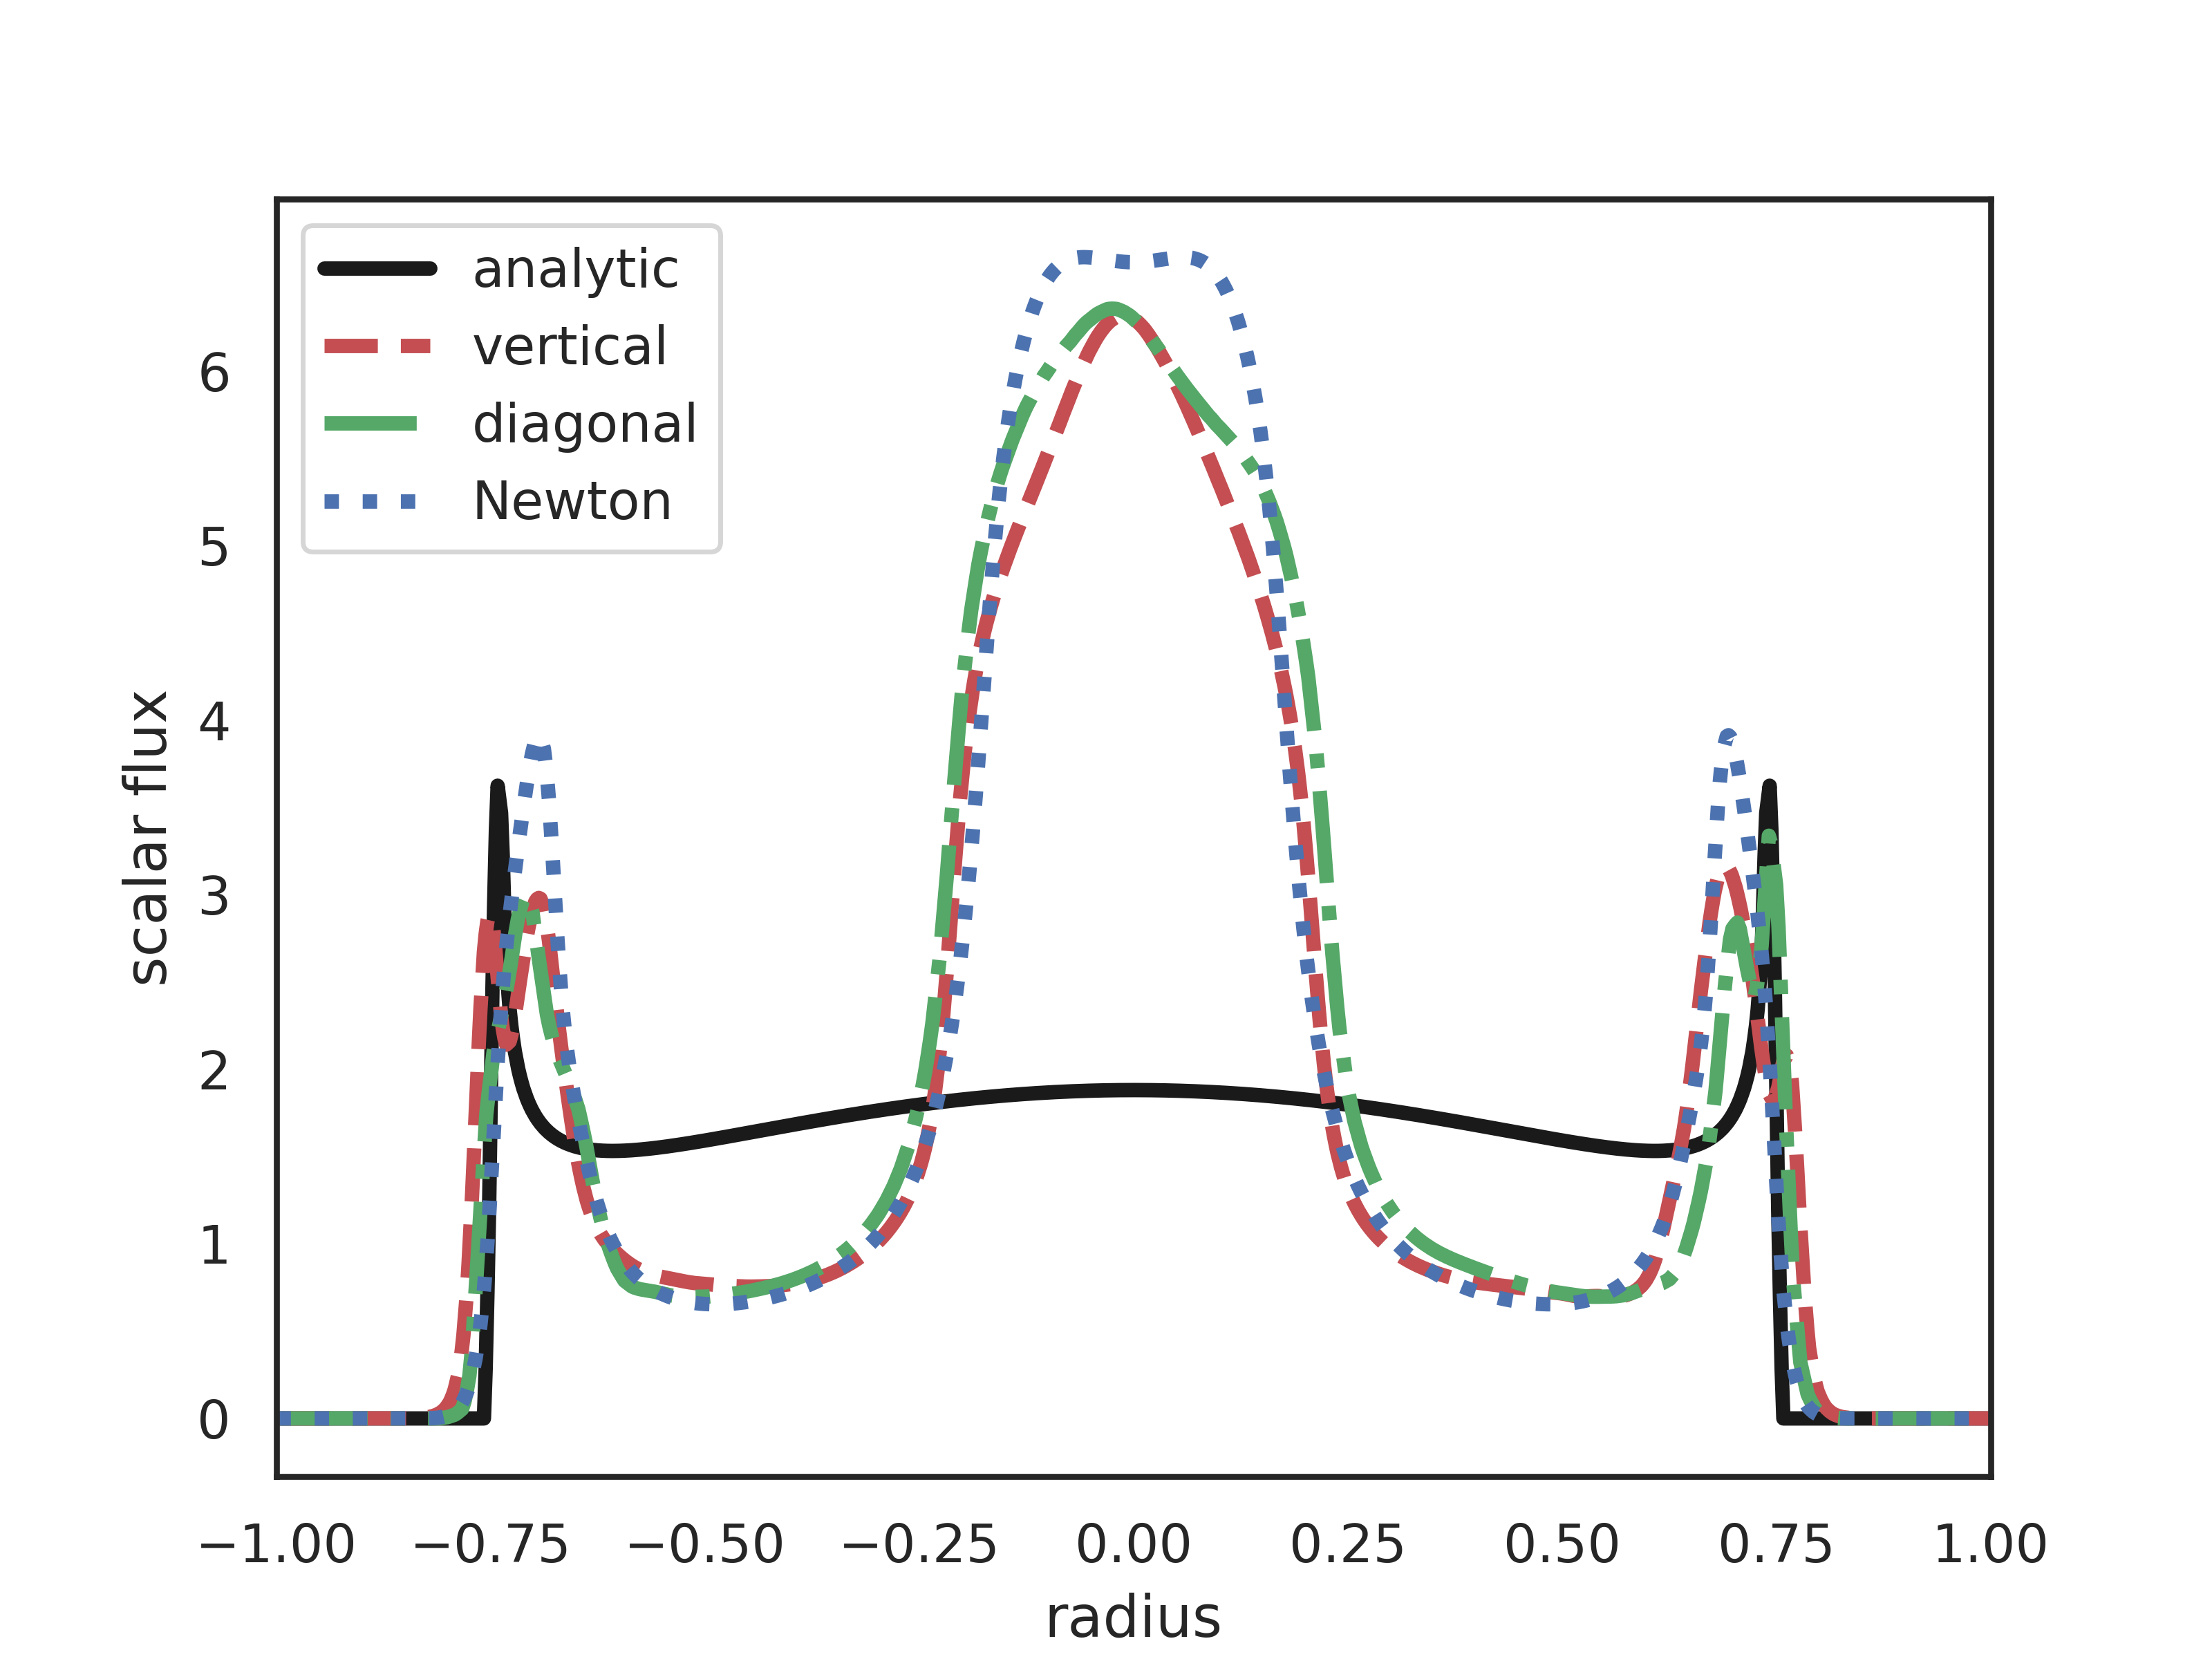 analytic
vertical
diagonal
Newton
6
5
4
3
2
1
0
scalar flux
−1.00 −0.75 −0.50 −0.25 0.00 0.25 0.50 0.75 1.00
radius